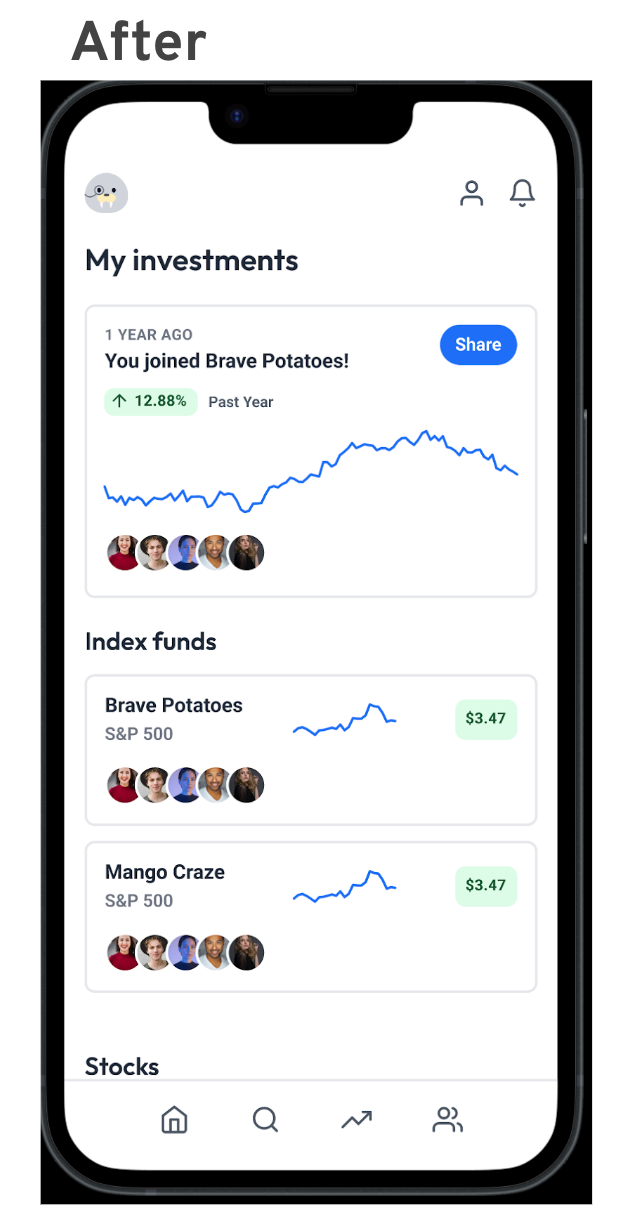 After
My investments
1 YEAR AGO
You joined Brave Potatoes!
Share
12.88% Past Year
Index funds
Brave Potatoes
S&P 500
$3.47
Mango Craze
S&P 500
$3.47
Stocks